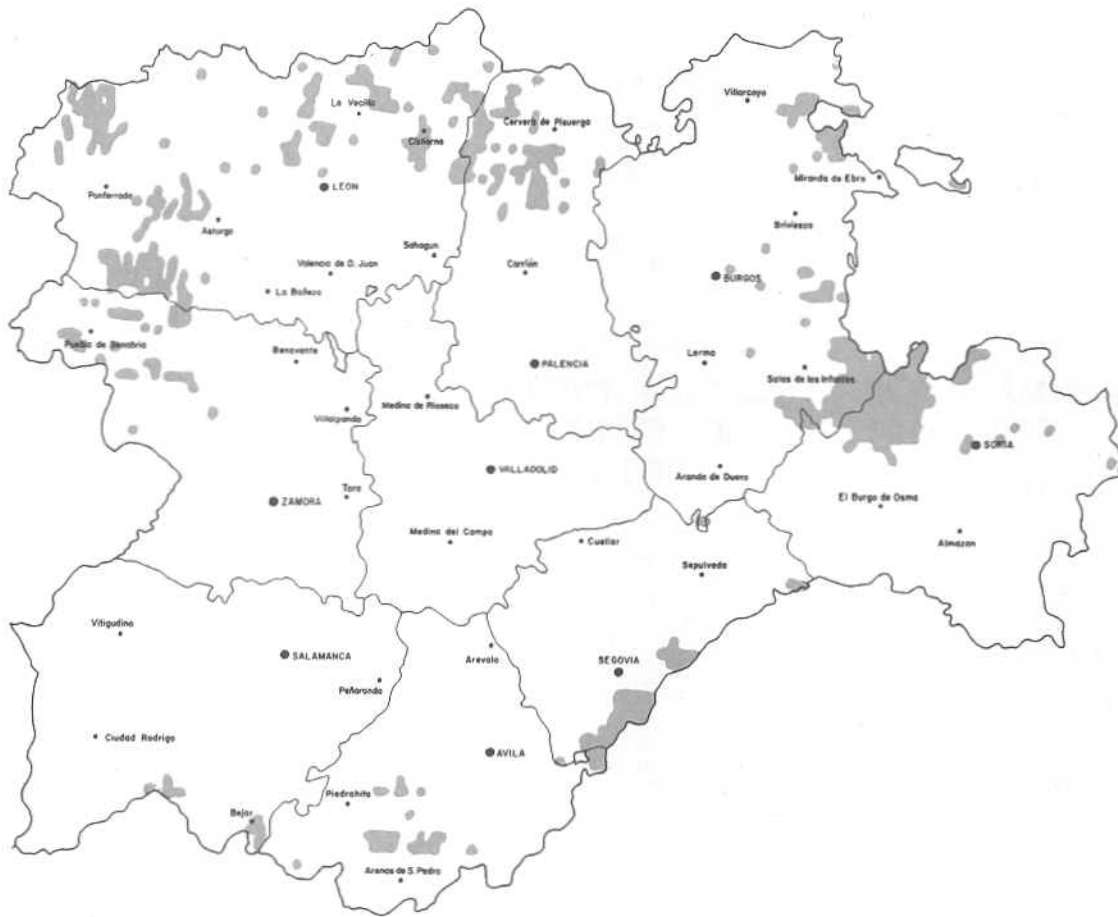 Villarcayo
La Vecilla
Cistierna
Cervera de Pisuerga
Miranda de Ebro
Ponferrada
LEON
Astorga
Briviesca
Sahagun
Valencia de D. Juan
Carrión
BURGOS
La Bañeza
Puebla de Sanabria
Benavente
PALENCIA
Lerma
Salas de los Infantes
Medina de Rioseco
Villalpando
SORIA
VALLADOLID
Aranda de Duero
ZAMORA
Toro
El Burgo de Osma
Medina del Campo
Cuellar
Almazan
Sepulveda
Vitigudino
SALAMANCA
Arevalo
SEGOVIA
Peñaranda
Ciudad Rodrigo
AVILA
Piedrahita
Bejar
Arenas de S. Pedro